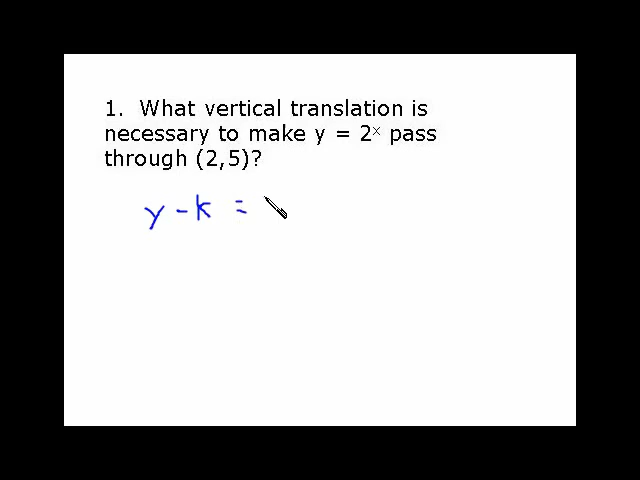 1. What vertical translation is
necessary to make y = 2ˣ pass
through (2,5)?
y - k =